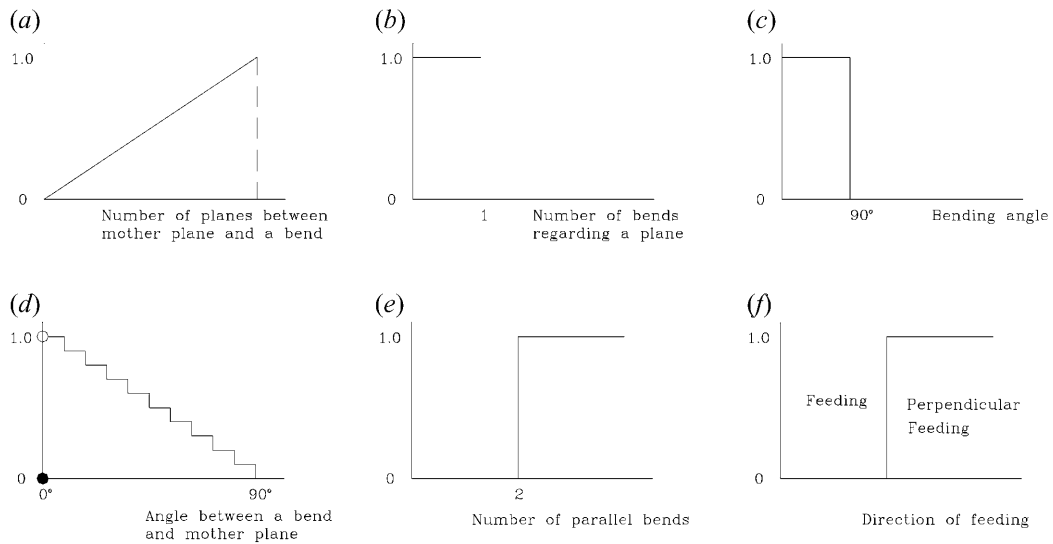 (a)
1.0
0
Number of planes between
mother plane and a bend
(b)
1.0
0
1
Number of bends
regarding a plane
(c)
1.0
0
90°
Bending angle
(d)
1.0
0
0°
90°
Angle between a bend
and mother plane
(e)
1.0
0
2
Number of parallel bends
(f)
1.0
0
Feeding
Perpendicular
Feeding
Direction of feeding